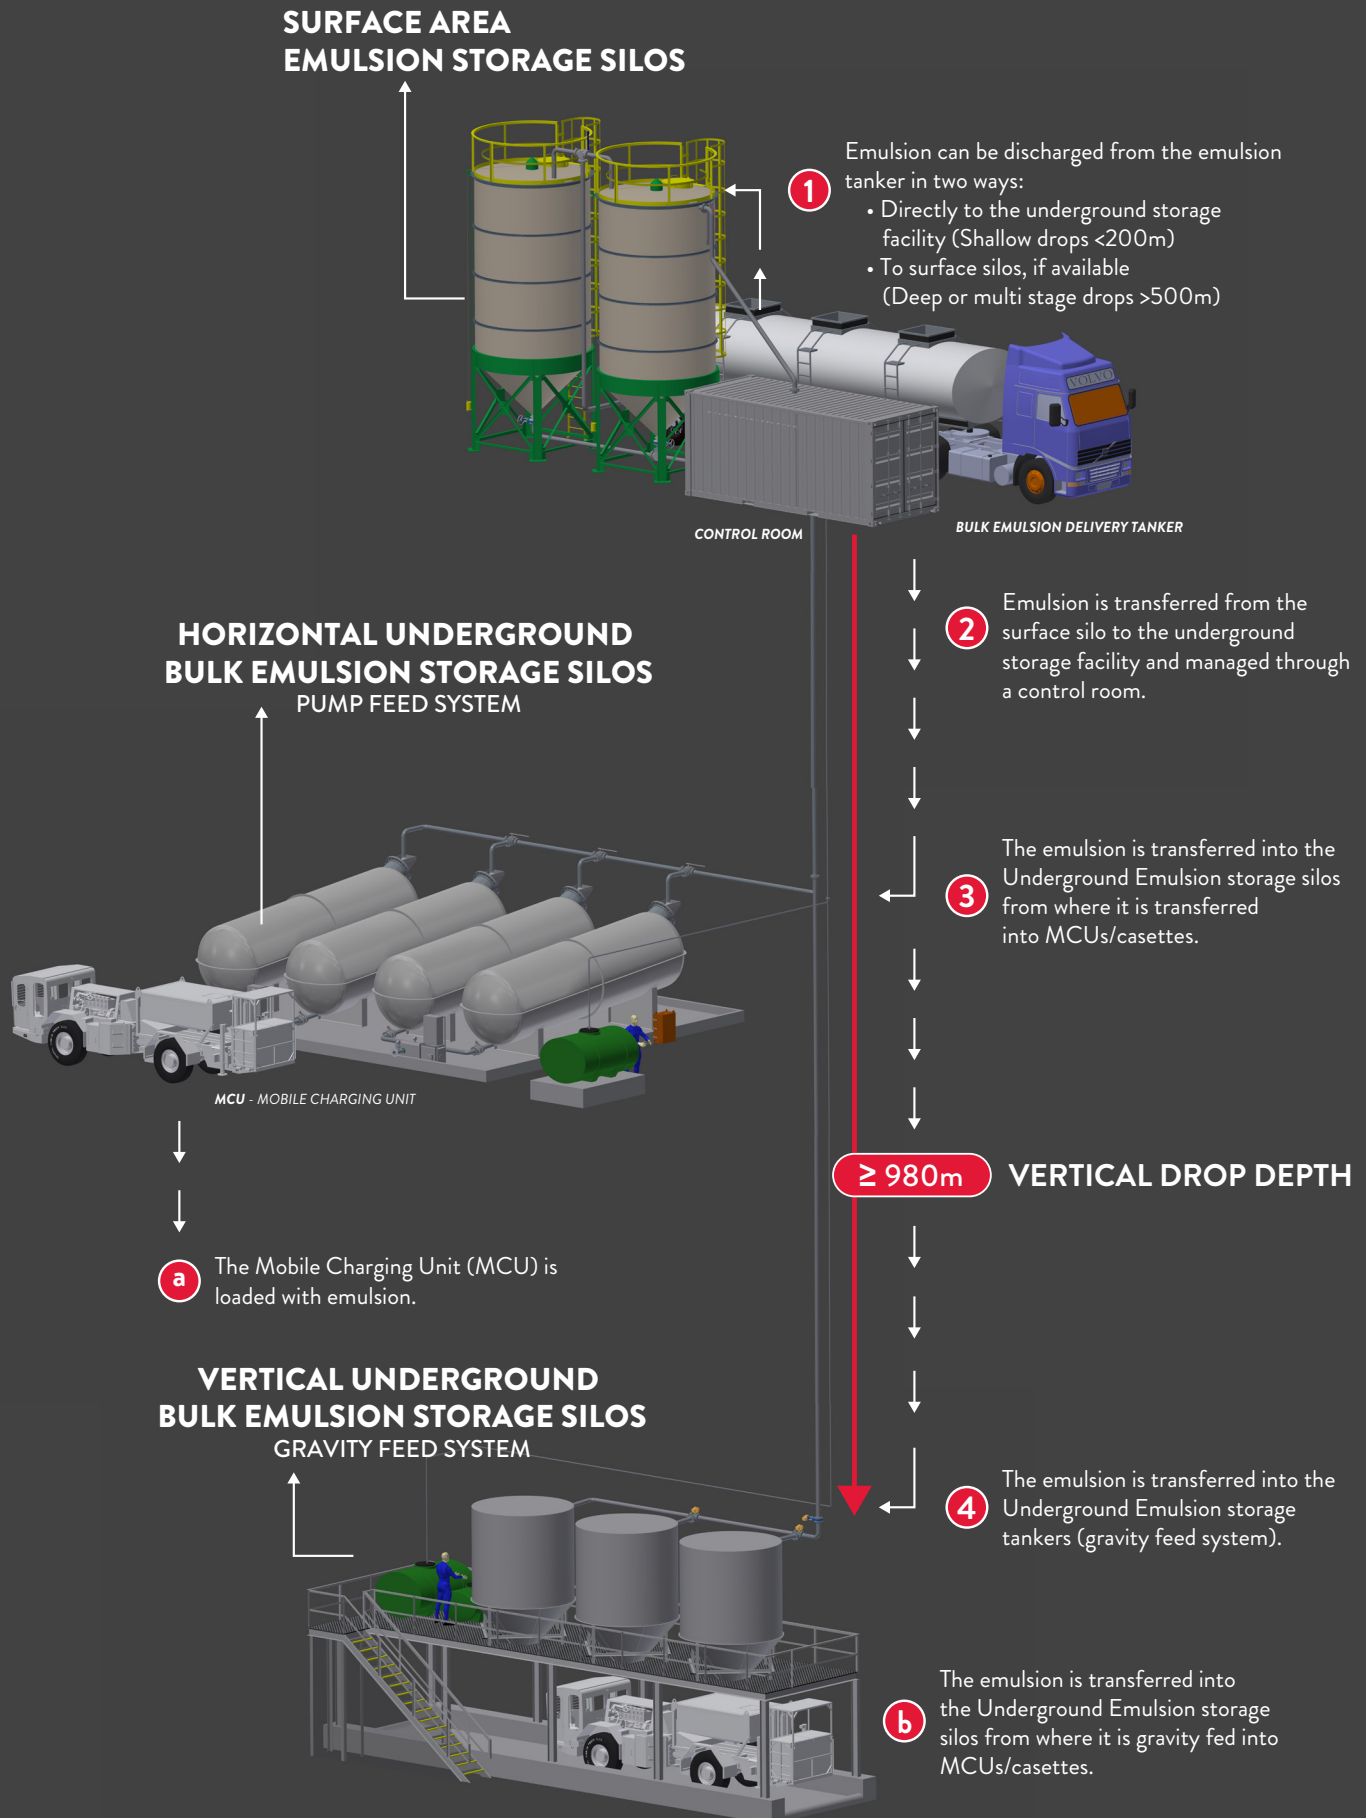 SURFACE AREA
EMULSION STORAGE SILOS
1
Emulsion can be discharged from the emulsion
tanker in two ways:
• Directly to the underground storage
facility (Shallow drops <200m)
• To surface silos, if available
(Deep or multi stage drops >500m)
VOLVO
CONTROL ROOM
BULK EMULSION DELIVERY TANKER
2
Emulsion is transferred from the
surface silo to the underground
storage facility and managed through
a control room.
HORIZONTAL UNDERGROUND
BULK EMULSION STORAGE SILOS
PUMP FEED SYSTEM
3
The emulsion is transferred into the
Underground Emulsion storage silos
from where it is transferred
into MCUs/casettes.
MCU - MOBILE CHARGING UNIT
≥ 980m
VERTICAL DROP DEPTH
a
The Mobile Charging Unit (MCU) is
loaded with emulsion.
VERTICAL UNDERGROUND
BULK EMULSION STORAGE SILOS
GRAVITY FEED SYSTEM
4
The emulsion is transferred into the
Underground Emulsion storage
tankers (gravity feed system).
b
The emulsion is transferred into
the Underground Emulsion storage
silos from where it is gravity fed into
MCUs/casettes.